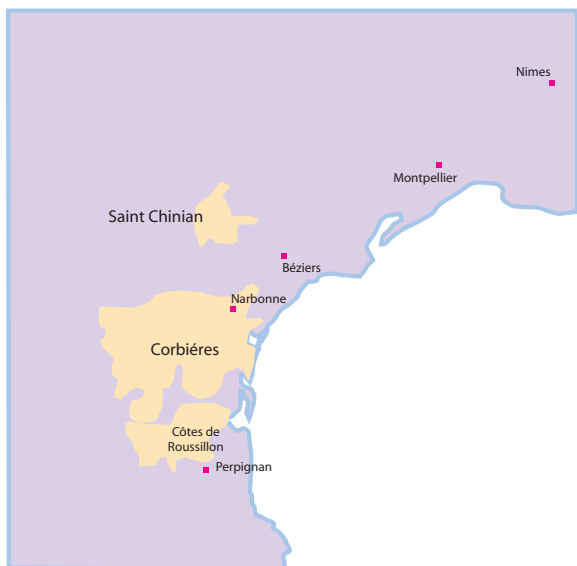 Nimes
Montpellier
Saint Chinian
Béziers
Narbonne
Corbiéres
Côtes de
Roussillon
Perpignan